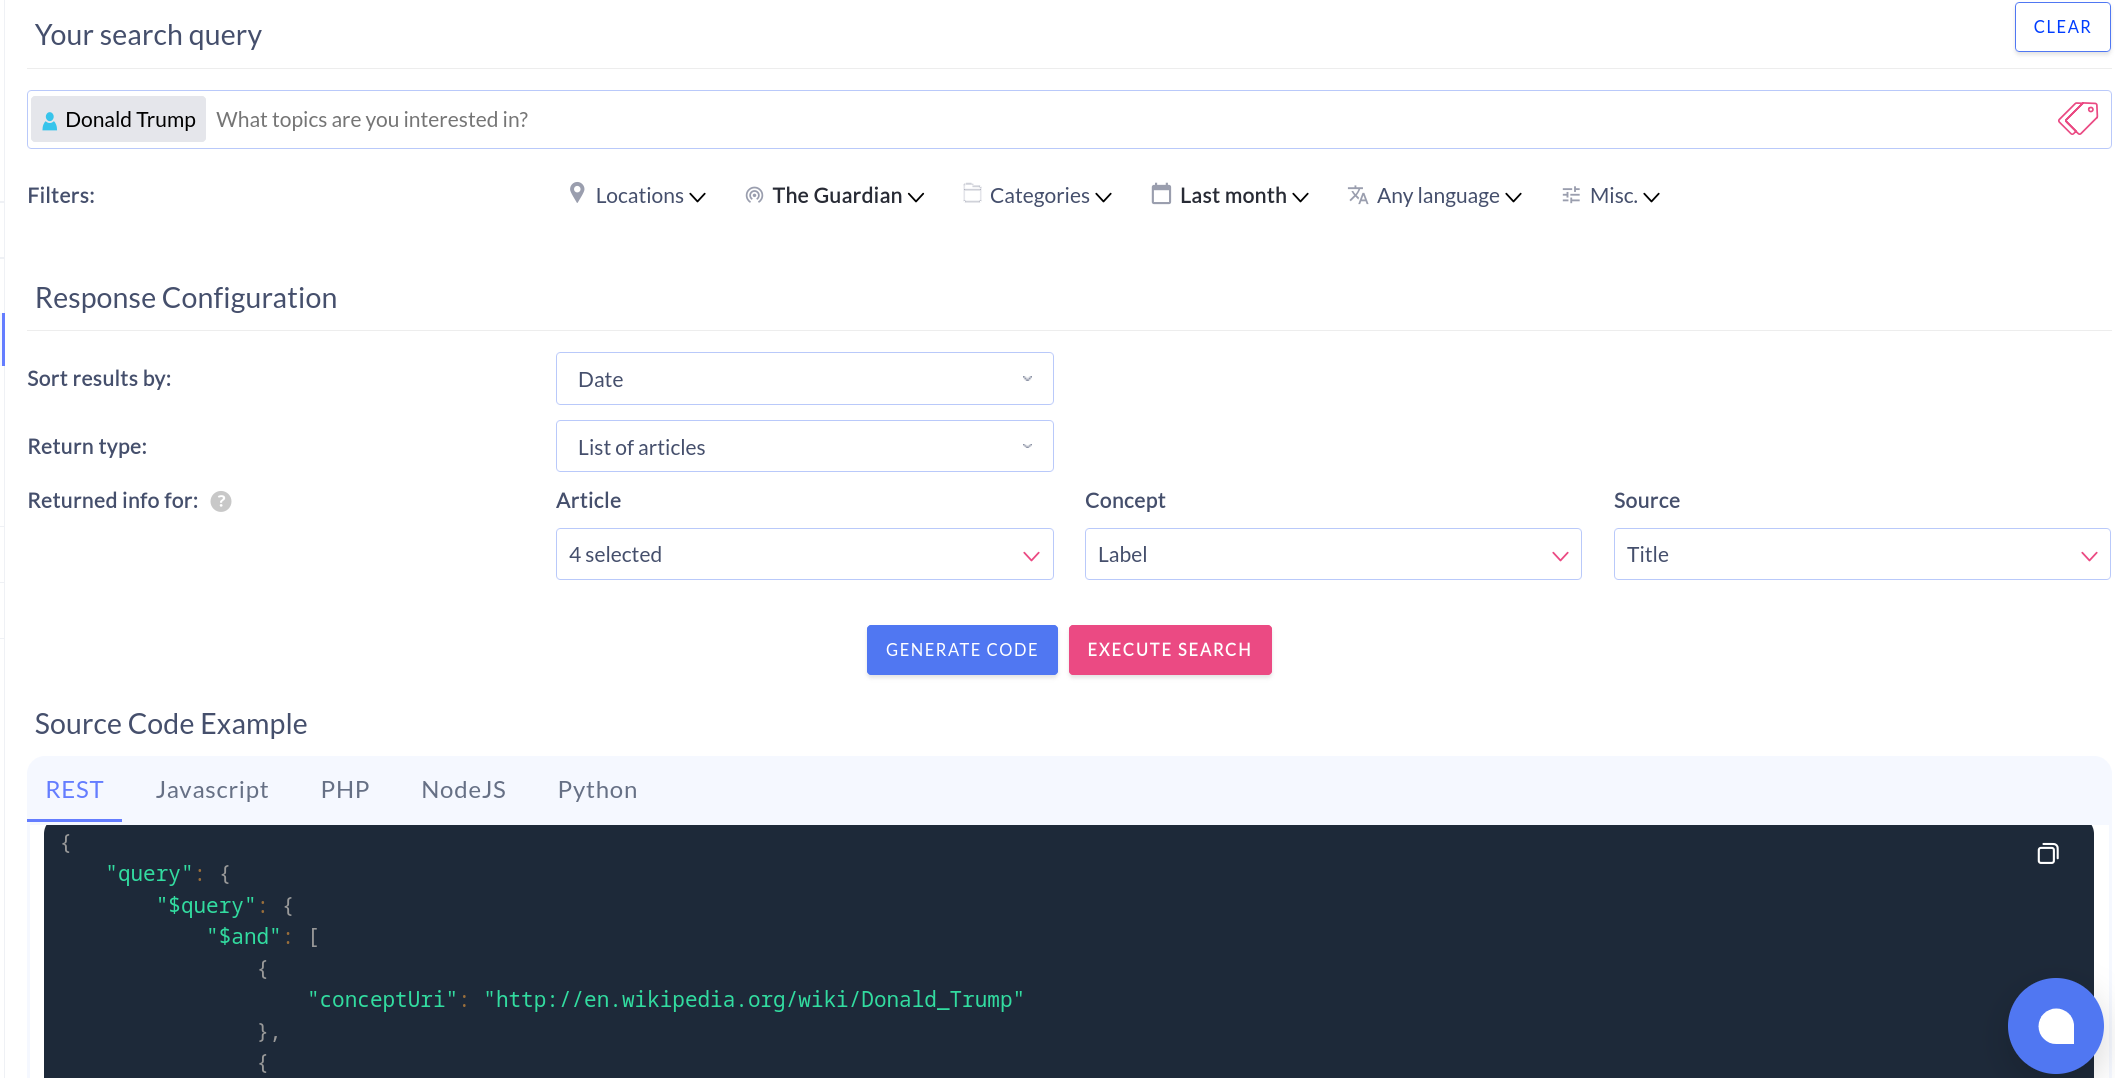 Your search query
CLEAR
Donald Trump What topics are you interested in?
Filters: Locations The Guardian Categories Last month Any language Misc.
Response Configuration
Sort results by: Date
Return type: List of articles
Returned info for: ? Article Concept Source
4 selected Label Title
GENERATE CODE EXECUTE SEARCH
Source Code Example
REST Javascript PHP NodeJS Python
{
"query": {
"$query": {
"$and": [
{
"conceptUri": "http://en.wikipedia.org/wiki/Donald_Trump"
},
{